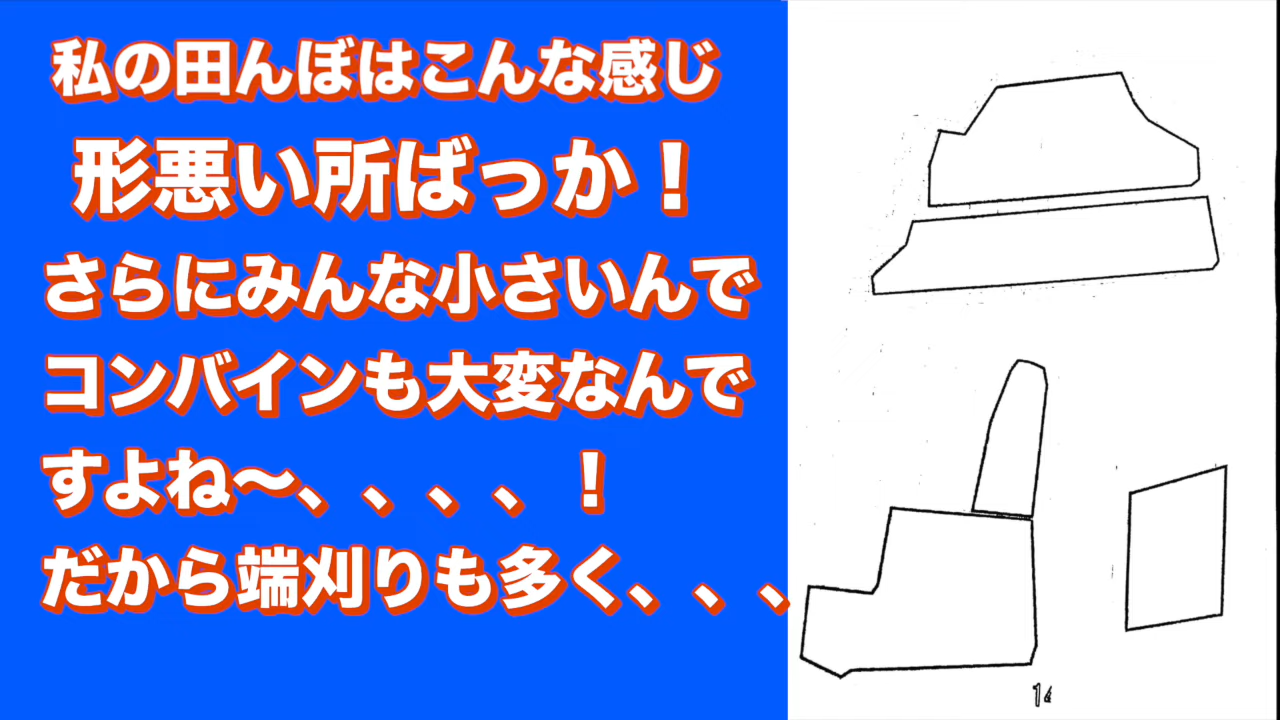 私の田んぼはこんな感じ
形悪い所ばっか！
さらにみんな小さいんで
コンバインも大変なんで
すよね〜、、、、！
だから端刈りも多く、、、